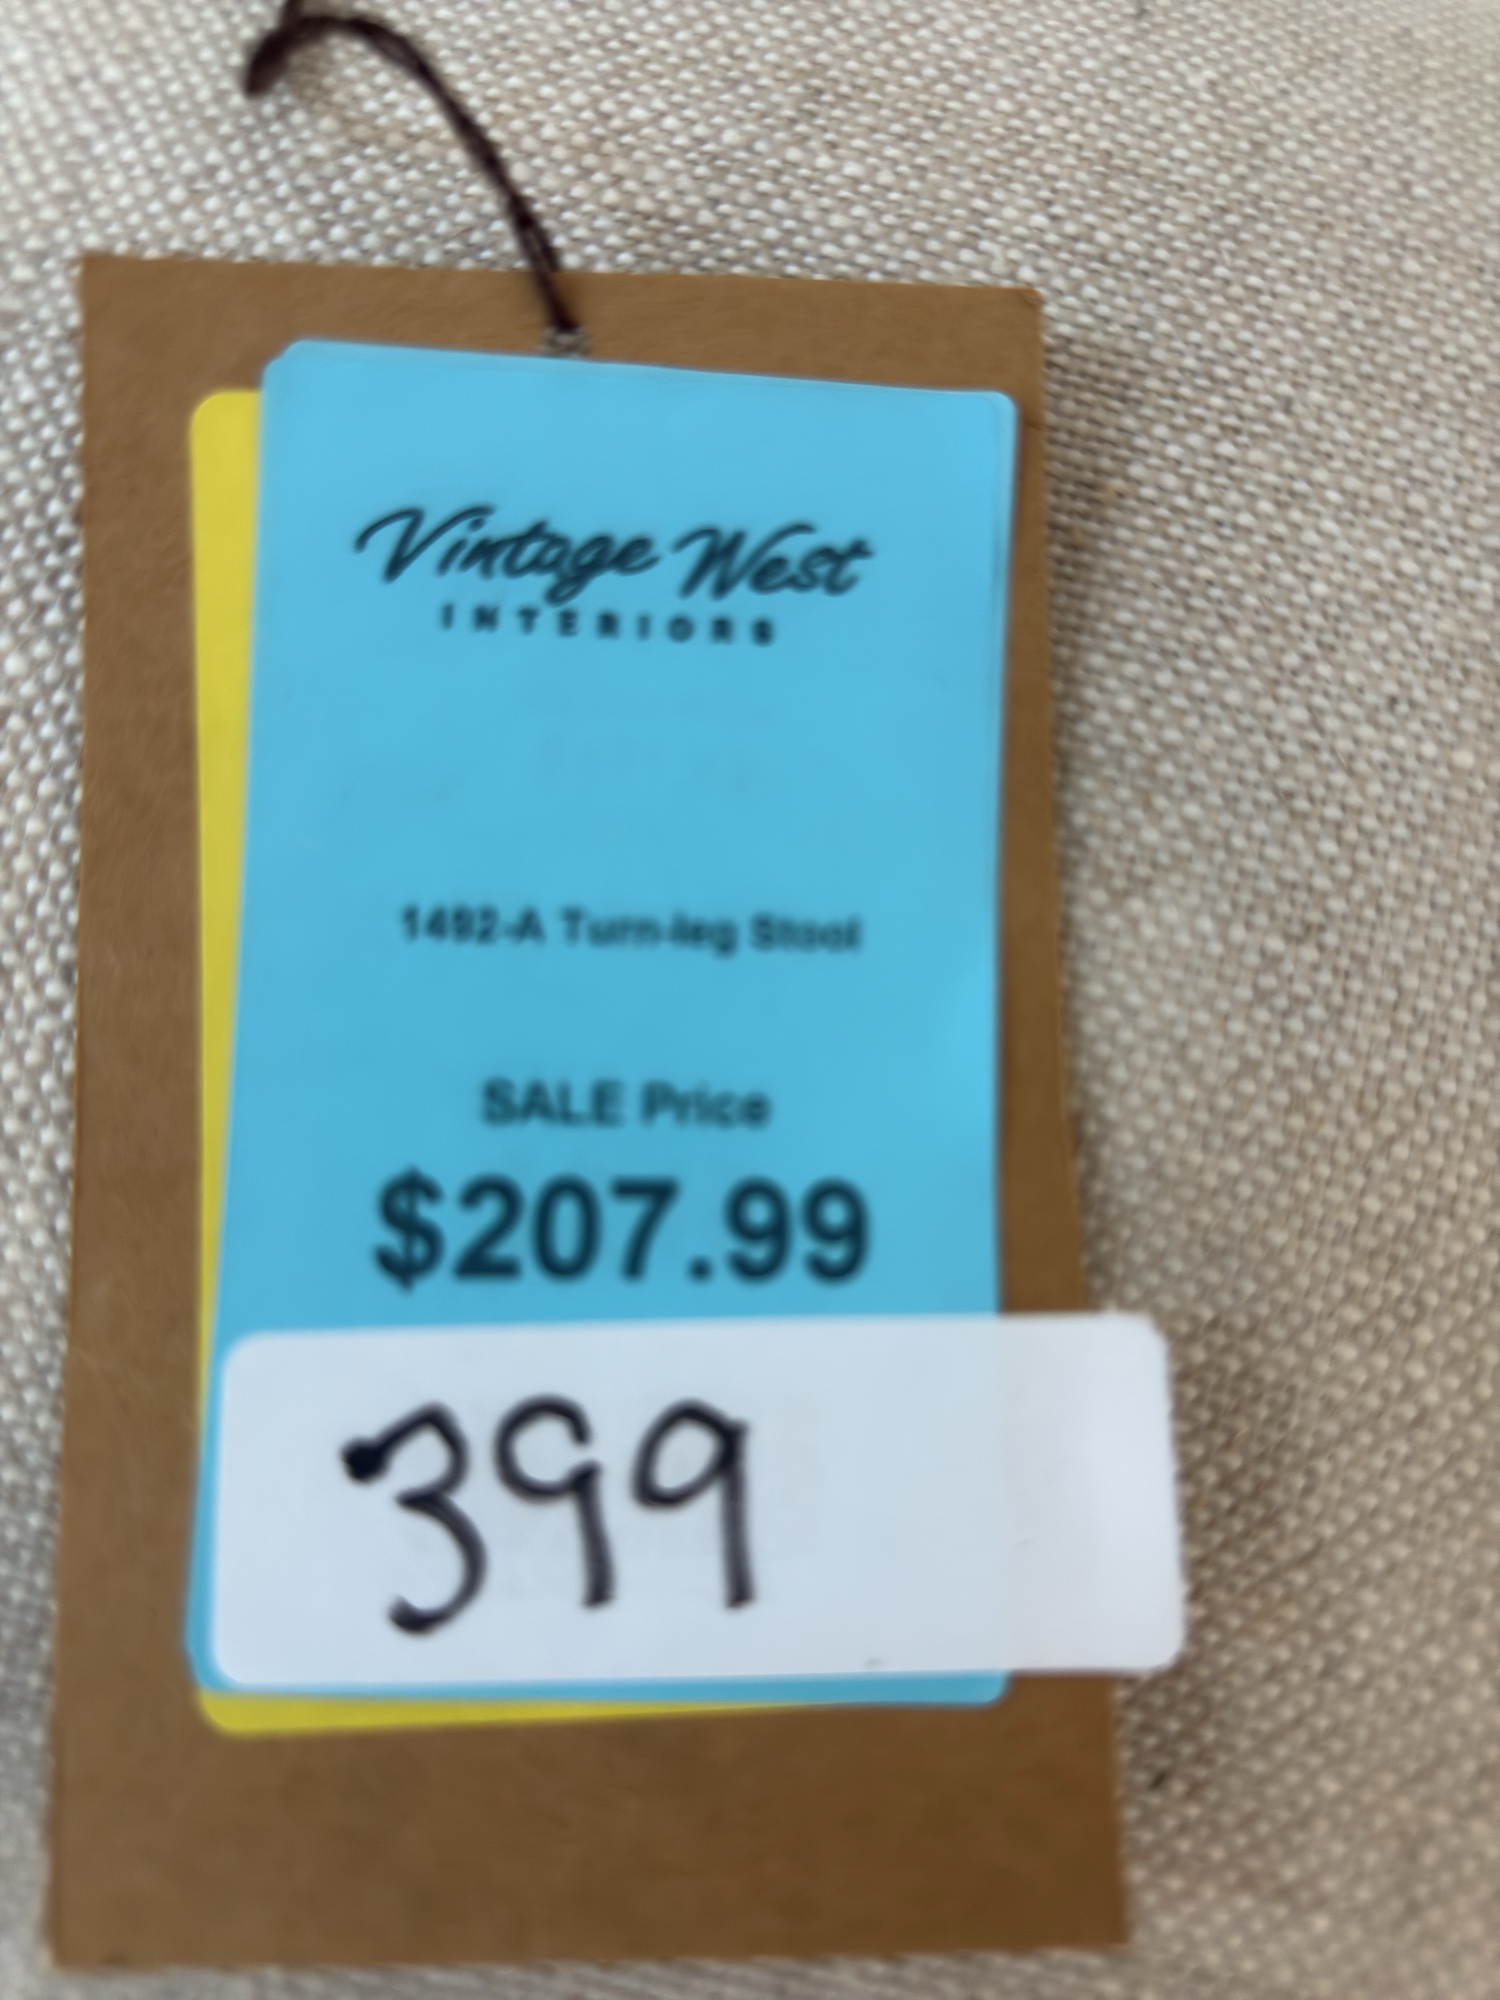 Vintage West
INTERIORS
1492-A Turn-leg Stool
SALE Price
$207.99
399